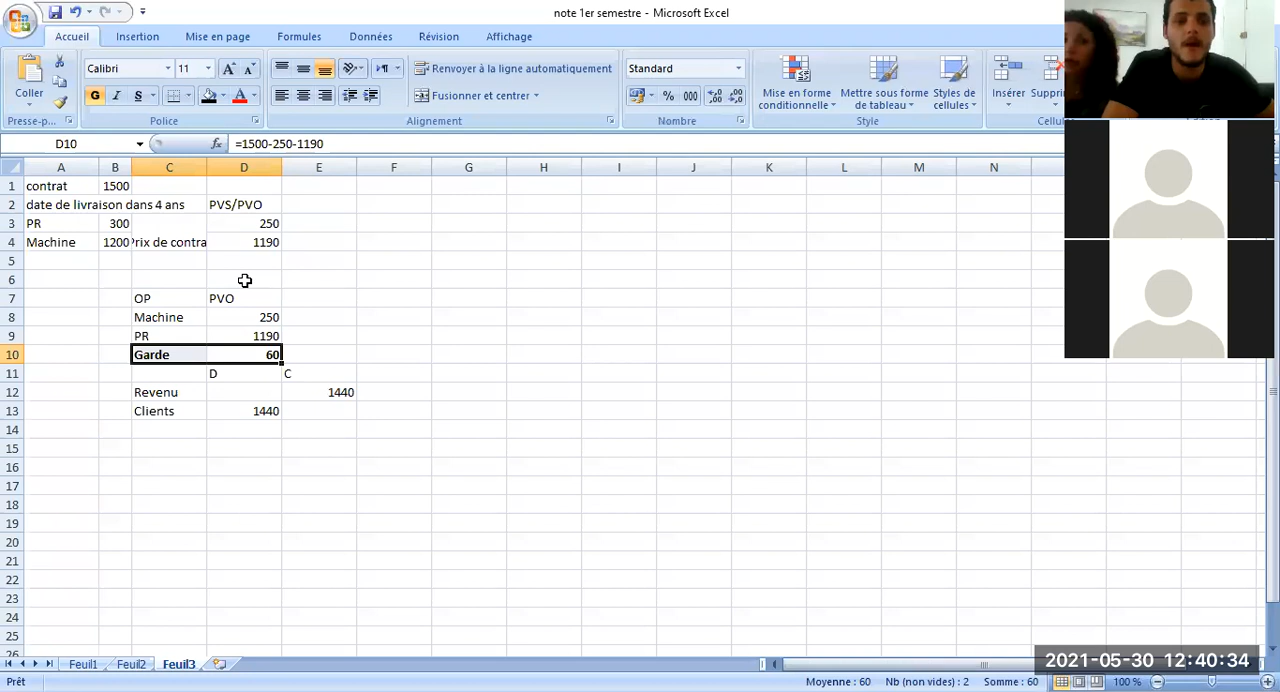 note 1er semestre - Microsoft Excel
Accueil Insertion Mise en page Formules Données Révision Affichage
Coller
Calibri 11
G I S
Renvoyer à la ligne automatiquement
Fusionner et centrer
Standard
% 000
Mise en forme conditionnelle
Mettre sous forme de tableau
Styles de cellules
Insérer
Supprim
Presse-p... Police Alignement Nombre Style Cellul
D10 fx =1500-250-1190
A B C D E F G H I J K L M N
1 contrat 1500
2 date de livraison dans 4 ans PVS/PVO
3 PR 300 250
4 Machine 1200 Prix de contra 1190
5
6
7 OP PVO
8 Machine 250
9 PR 1190
10 Garde 60
11 D C
12 Revenu 1440
13 Clients 1440
14
15
16
17
18
19
20
21
22
23
24
25
26
Feuil1 Feuil2 Feuil3
2021-05-30 12:40:34
Prêt Moyenne : 60 Nb (non vides) : 2 Somme : 60 100 %